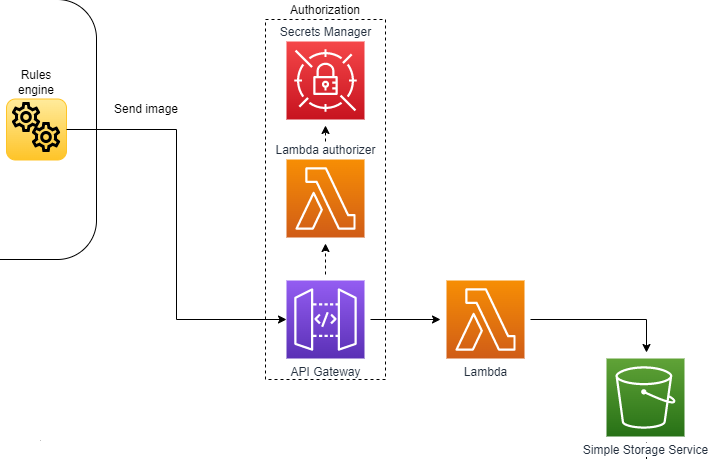 Authorization
Secrets Manager
Rules
engine
Send image
Lambda authorizer
</>
API Gateway
Lambda
Simple Storage Service